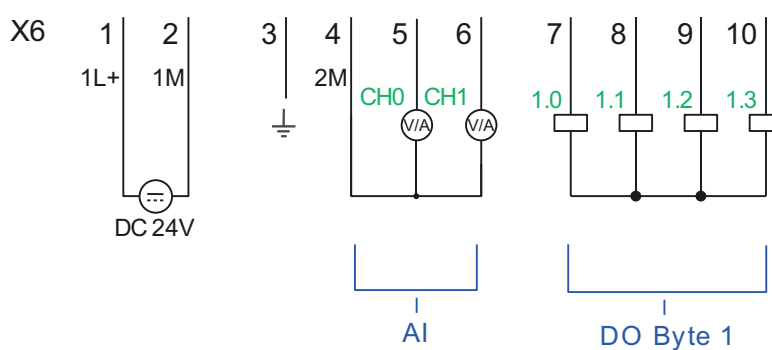 X6 1 2 3 4 5 6 7 8 9 10
1L+ 1M 2M
CH0 CH1 1.0 1.1 1.2 1.3
V/A V/A
DC 24V
AI DO Byte 1